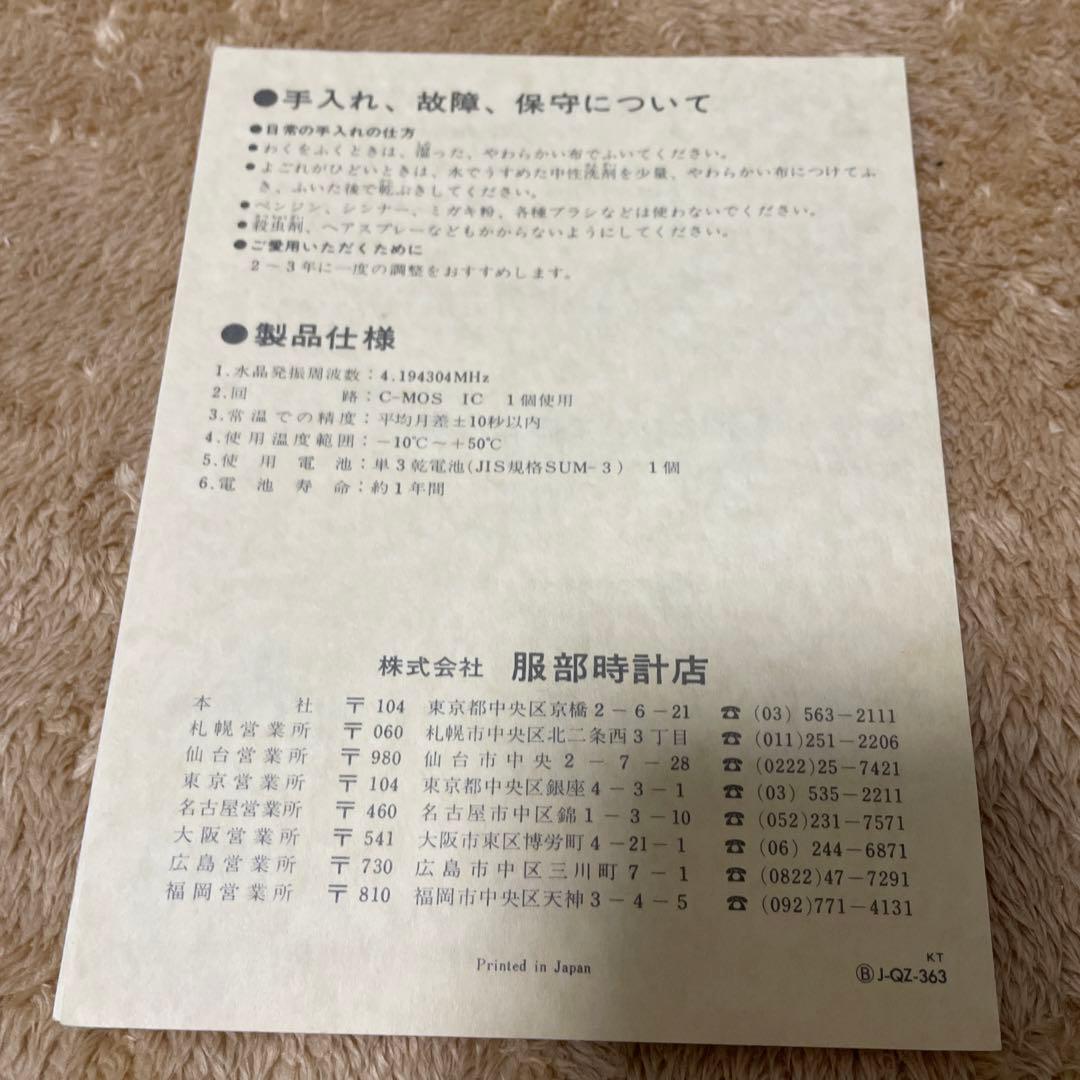 ●手入れ、故障、保守について
●日常の手入れの仕方
●わくをふくときは、湿った、やわらかい布でふいてください。
●よごれがひどいときは、水でうすめた中性洗剤を少量、やわらかい布につけてふ
き、ふいた後で乾ぶきしてください。
●ベンジン、シンナー、ミガキ粉、各種ブラシなどは使わないでください。
●殺虫剤、ヘアスプレーなどもかからないようにしてください。
●ご愛用いただくために
2～3年に一度の調整をおすすめします。
●製品仕様
1.水晶発振周波数：4.194304MHz
2.回路：C-MOS IC 1個使用
3.常温での精度：平均月差±10秒以内
4.使用温度範囲：−10℃～+50℃
5.使用電池：単3乾電池(JIS規格SUM-3) 1個
6.電池寿命：約1年間
株式会社 服部時計店
本社 〒104 東京都中央区京橋2−6−21 ☎(03) 563−2111
札幌営業所 〒060 札幌市中央区北二条西3丁目 ☎(011)251−2206
仙台営業所 〒980 仙台市中央2−7−28 ☎(0222)25−7421
東京営業所 〒104 東京都中央区銀座4−3−1 ☎(03) 535−2211
名古屋営業所 〒460 名古屋市中区錦1−3−10 ☎(052)231−7571
大阪営業所 〒541 大阪市東区博労町4−21−1 ☎(06) 244−6871
広島営業所 〒730 広島市中区三川町7−1 ☎(0822)47−7291
福岡営業所 〒810 福岡市中央区天神3−4−5 ☎(092)771−4131
Printed in Japan
KT
Ⓑ J-QZ-363